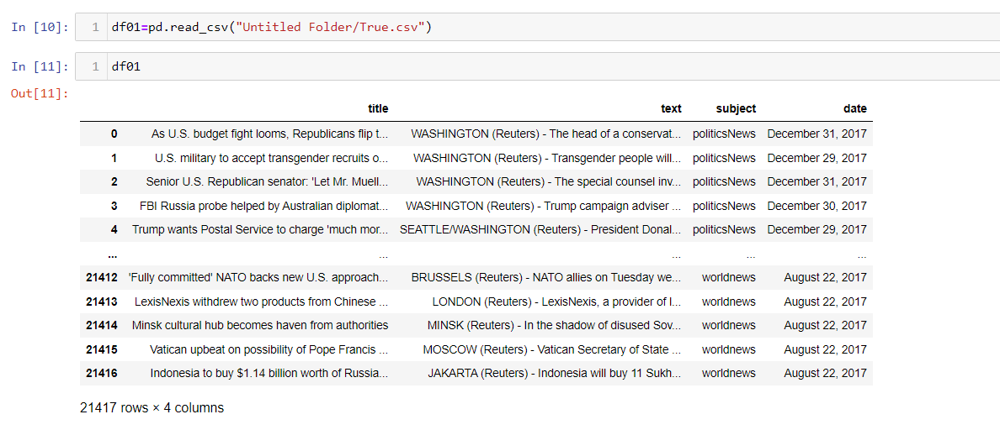 In [10]: 1 df01=pd.read_csv("Untitled Folder/True.csv")
In [11]: 1 df01
Out[11]:
title text subject date
0 As U.S. budget fight looms, Republicans flip t... WASHINGTON (Reuters) - The head of a conservat... politicsNews December 31, 2017
1 U.S. military to accept transgender recruits o... WASHINGTON (Reuters) - Transgender people will... politicsNews December 29, 2017
2 Senior U.S. Republican senator: 'Let Mr. Muell... WASHINGTON (Reuters) - The special counsel inv... politicsNews December 31, 2017
3 FBI Russia probe helped by Australian diplomat... WASHINGTON (Reuters) - Trump campaign adviser ... politicsNews December 30, 2017
4 Trump wants Postal Service to charge 'much mor... SEATTLE/WASHINGTON (Reuters) - President Donal... politicsNews December 29, 2017
... ... ... ... ...
21412 'Fully committed' NATO backs new U.S. approach... BRUSSELS (Reuters) - NATO allies on Tuesday we... worldnews August 22, 2017
21413 LexisNexis withdrew two products from Chinese ... LONDON (Reuters) - LexisNexis, a provider of l... worldnews August 22, 2017
21414 Minsk cultural hub becomes haven from authorities MINSK (Reuters) - In the shadow of disused Sov... worldnews August 22, 2017
21415 Vatican upbeat on possibility of Pope Francis ... MOSCOW (Reuters) - Vatican Secretary of State ... worldnews August 22, 2017
21416 Indonesia to buy $1.14 billion worth of Russia... JAKARTA (Reuters) - Indonesia will buy 11 Sukh... worldnews August 22, 2017
21417 rows × 4 columns